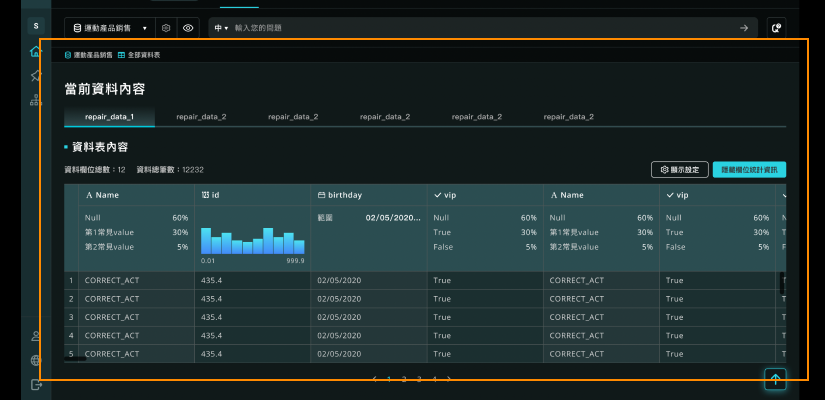 S
運動產品銷售
中 輸入您的問題
運動產品銷售 全部資料表
當前資料內容
repair_data_1 repair_data_2 repair_data_2 repair_data_2 repair_data_2 repair_data_2
資料表內容
資料欄位總數：12 資料總筆數：12232
顯示設定 隱藏欄位統計資訊
A Name 123 id birthday vip A Name vip
Null 60% 範圍 02/05/2020... Null 60% Null 60% Null 60%
第1常見value 30% True 30% 第1常見value 30% True 30%
第2常見value 5% False 5% 第2常見value 5% False 5%
0.01 999.9
1 CORRECT_ACT 435.4 02/05/2020 True CORRECT_ACT True
2 CORRECT_ACT 435.4 02/05/2020 True CORRECT_ACT True
3 CORRECT_ACT 435.4 02/05/2020 True CORRECT_ACT True
4 CORRECT_ACT 435.4 02/05/2020 True CORRECT_ACT True
5 CORRECT_ACT 435.4 02/05/2020 True CORRECT_ACT True
< 1 2 3 4 >